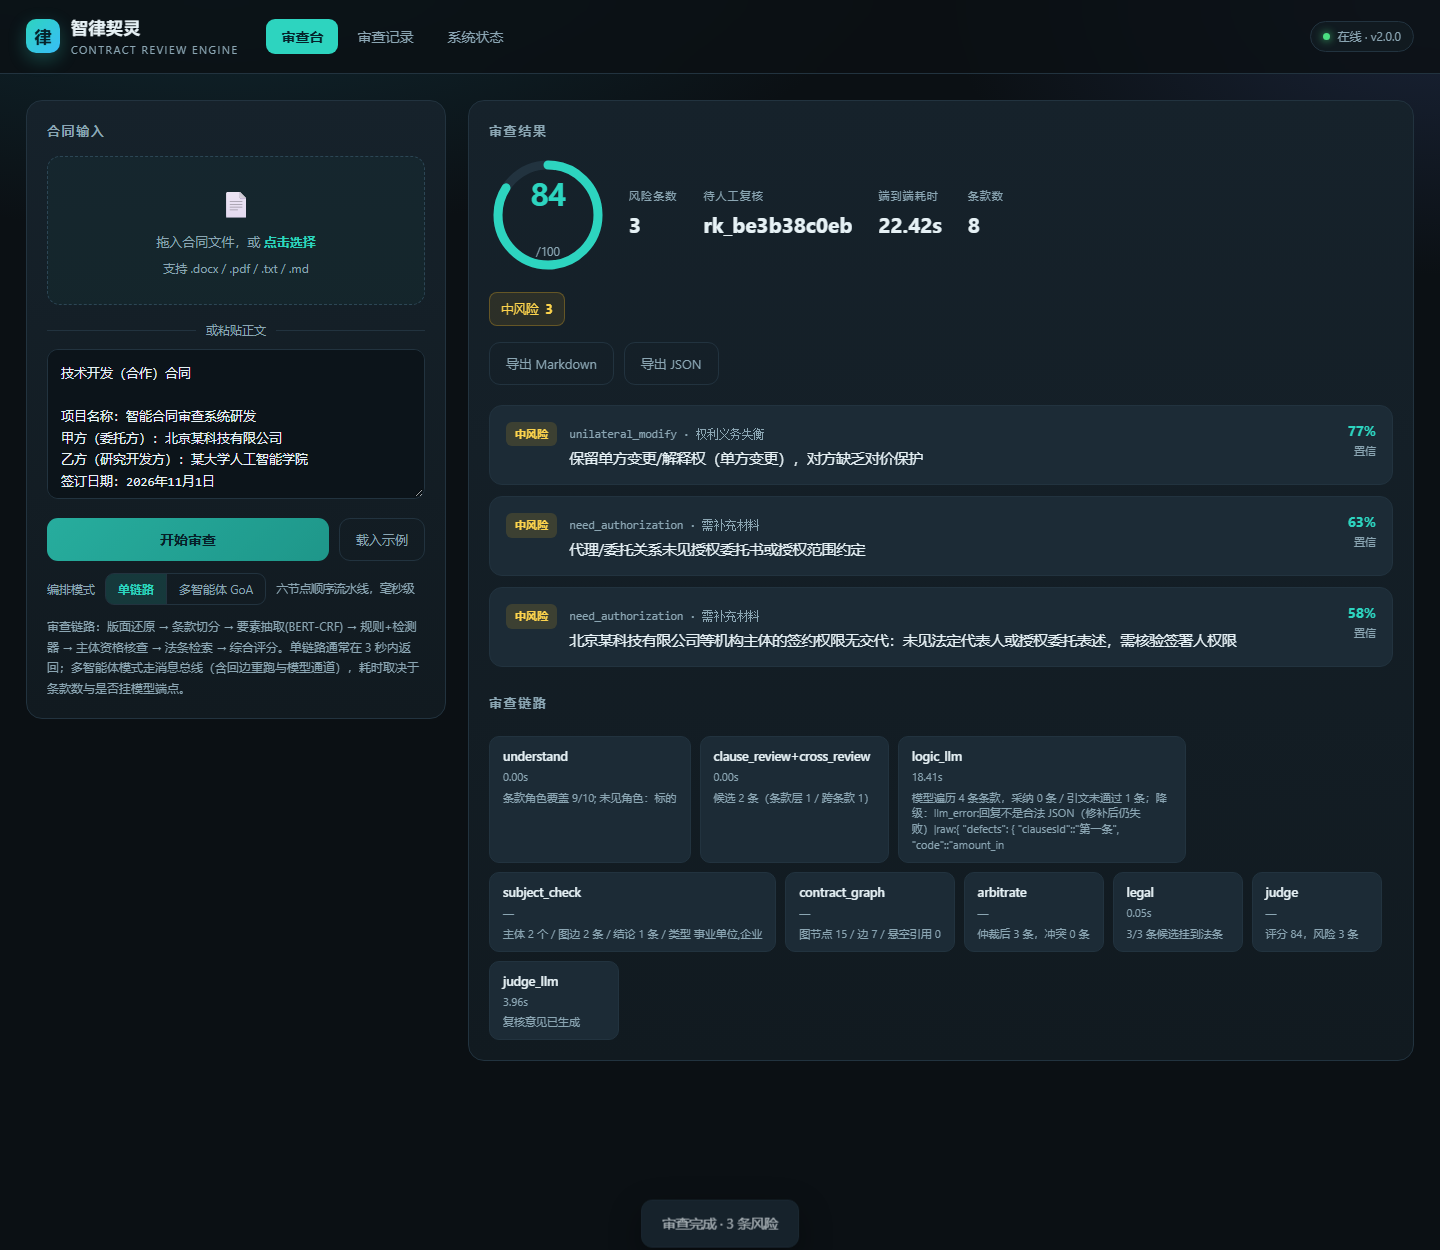 律
智律契灵
CONTRACT REVIEW ENGINE
审查台
审查记录
系统状态
在线 · v2.0.0
合同输入
拖入合同文件，或 点击选择
支持 .docx / .pdf / .txt / .md
或粘贴正文
技术开发（合作）合同
项目名称：智能合同审查系统研发
甲方（委托方）：北京某科技有限公司
乙方（研究开发方）：某大学人工智能学院
签订日期：2026年11月1日
开始审查
载入示例
编排模式
单链路
多智能体 GoA
六节点顺序流水线，毫秒级
审查链路：版面还原 → 条款切分 → 要素抽取(BERT-CRF) → 规则+检测
器 → 主体资格核查 → 法条检索 → 综合评分。单链路通常在 3 秒内返
回；多智能体模式走消息总线（含回边重跑与模型通道），耗时取决于
条款数与是否挂模型端点。
审查结果
84
/100
风险条数
3
待人工复核
rk_be3b38c0eb
端到端耗时
22.42s
条款数
8
中风险 3
导出 Markdown
导出 JSON
中风险
unilateral_modify · 权利义务失衡
保留单方变更/解释权（单方变更），对方缺乏对价保护
77%
置信
中风险
need_authorization · 需补充材料
代理/委托关系未见授权委托书或授权范围约定
63%
置信
中风险
need_authorization · 需补充材料
北京某科技有限公司等机构主体的签约权限无交代：未见法定代表人或授权委托表述，需核验签署人权限
58%
置信
审查链路
understand
0.00s
条款角色覆盖 9/10; 未见角色：标的
clause_review+cross_review
0.00s
候选 2 条（条款层 1 / 跨条款 1）
logic_llm
18.41s
模型遍历 4 条条款，采纳 0 条 / 引文未通过 1 条；降
级：llm_error:回复不是合法 JSON（修补后仍失
败）|raw:{ "defects": { "clausesId"::"第一条",
"code"::"amount_in
subject_check
—
主体 2 个 / 图边 2 条 / 结论 1 条 / 类型 事业单位,企业
contract_graph
—
图节点 15 / 边 7 / 悬空引用 0
arbitrate
—
仲裁后 3 条，冲突 0 条
legal
0.05s
3/3 条候选挂到法条
judge
—
评分 84，风险 3 条
judge_llm
3.96s
复核意见已生成
审查完成 · 3 条风险